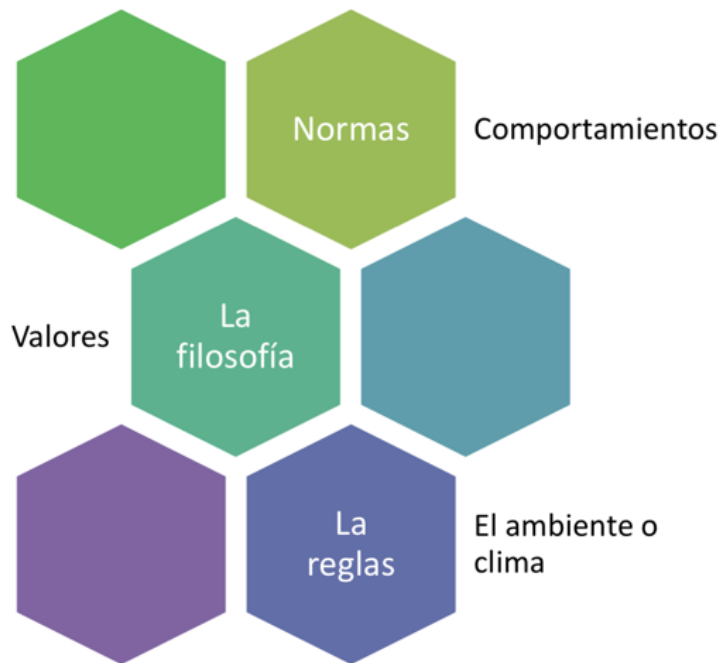 Normas
Comportamientos
Valores
La
filosofía
La
reglas
El ambiente o
clima